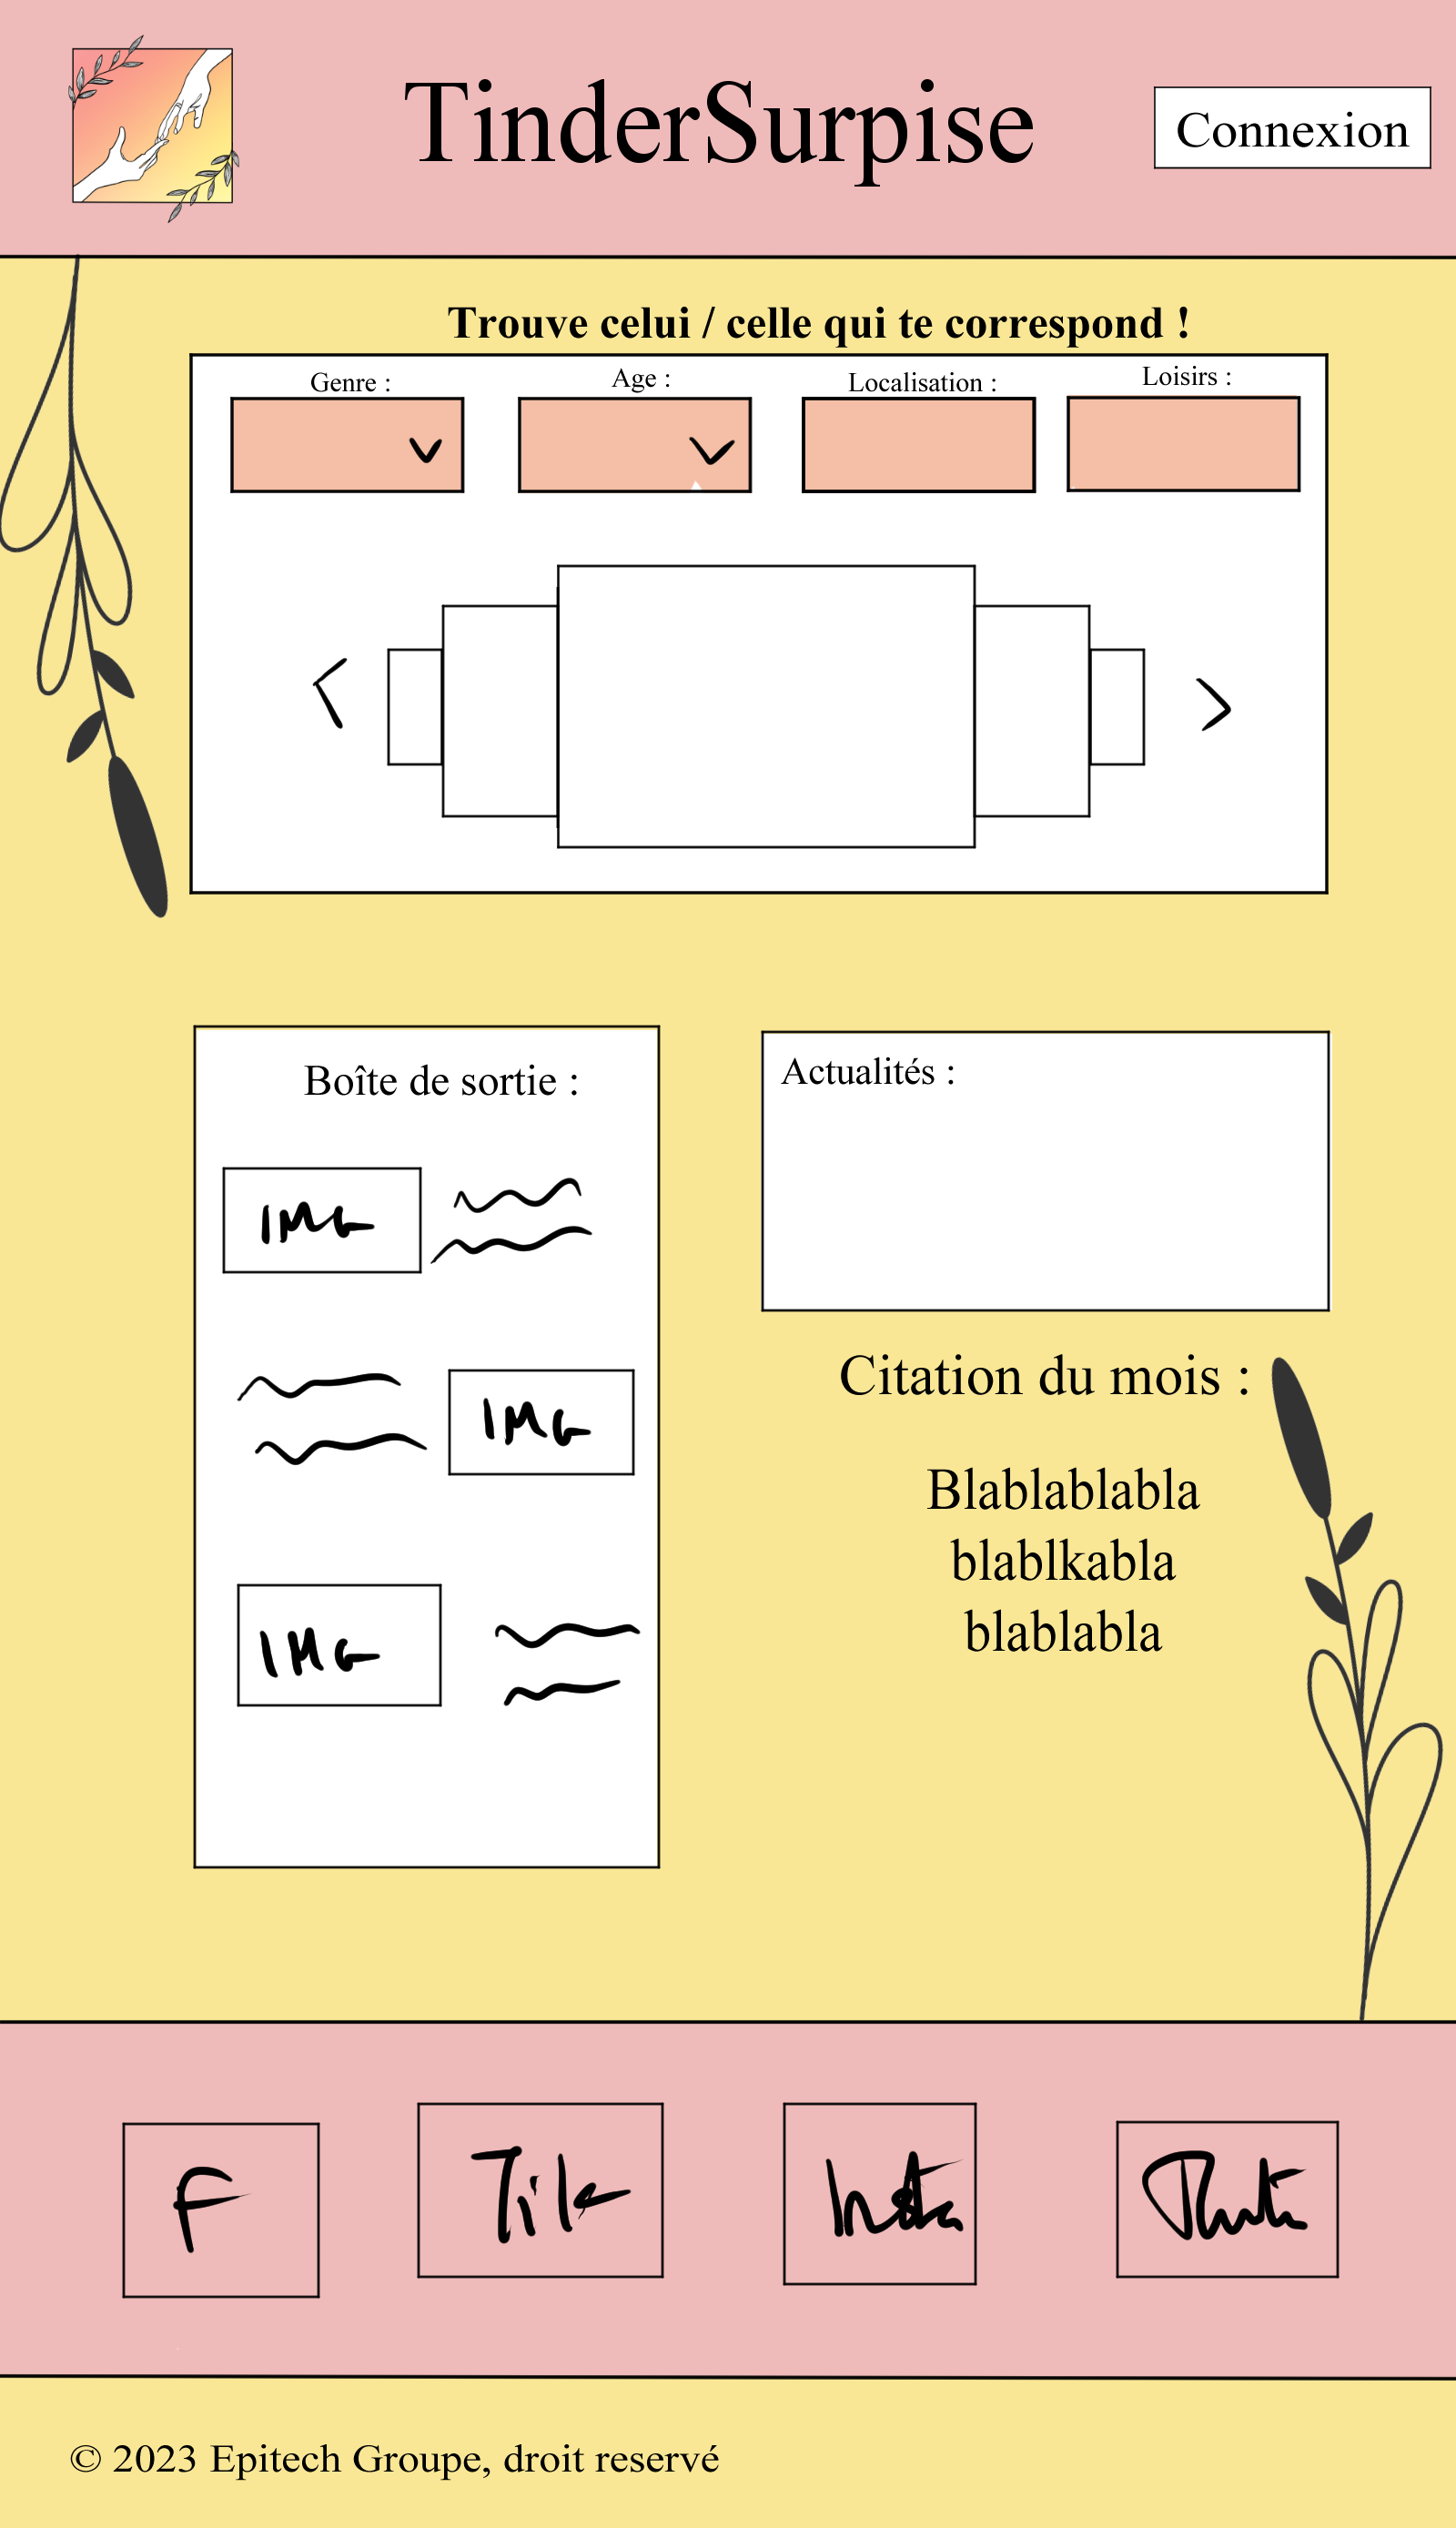 TinderSurpise
Connexion
Trouve celui / celle qui te correspond !
Genre :
Age :
Localisation :
Loisirs :
Boîte de sortie :
IMG
IMG
IMG
Actualités :
Citation du mois :
Blablablabla
blablkabla
blablabla
F
Tik
Insta
© 2023 Epitech Groupe, droit reservé